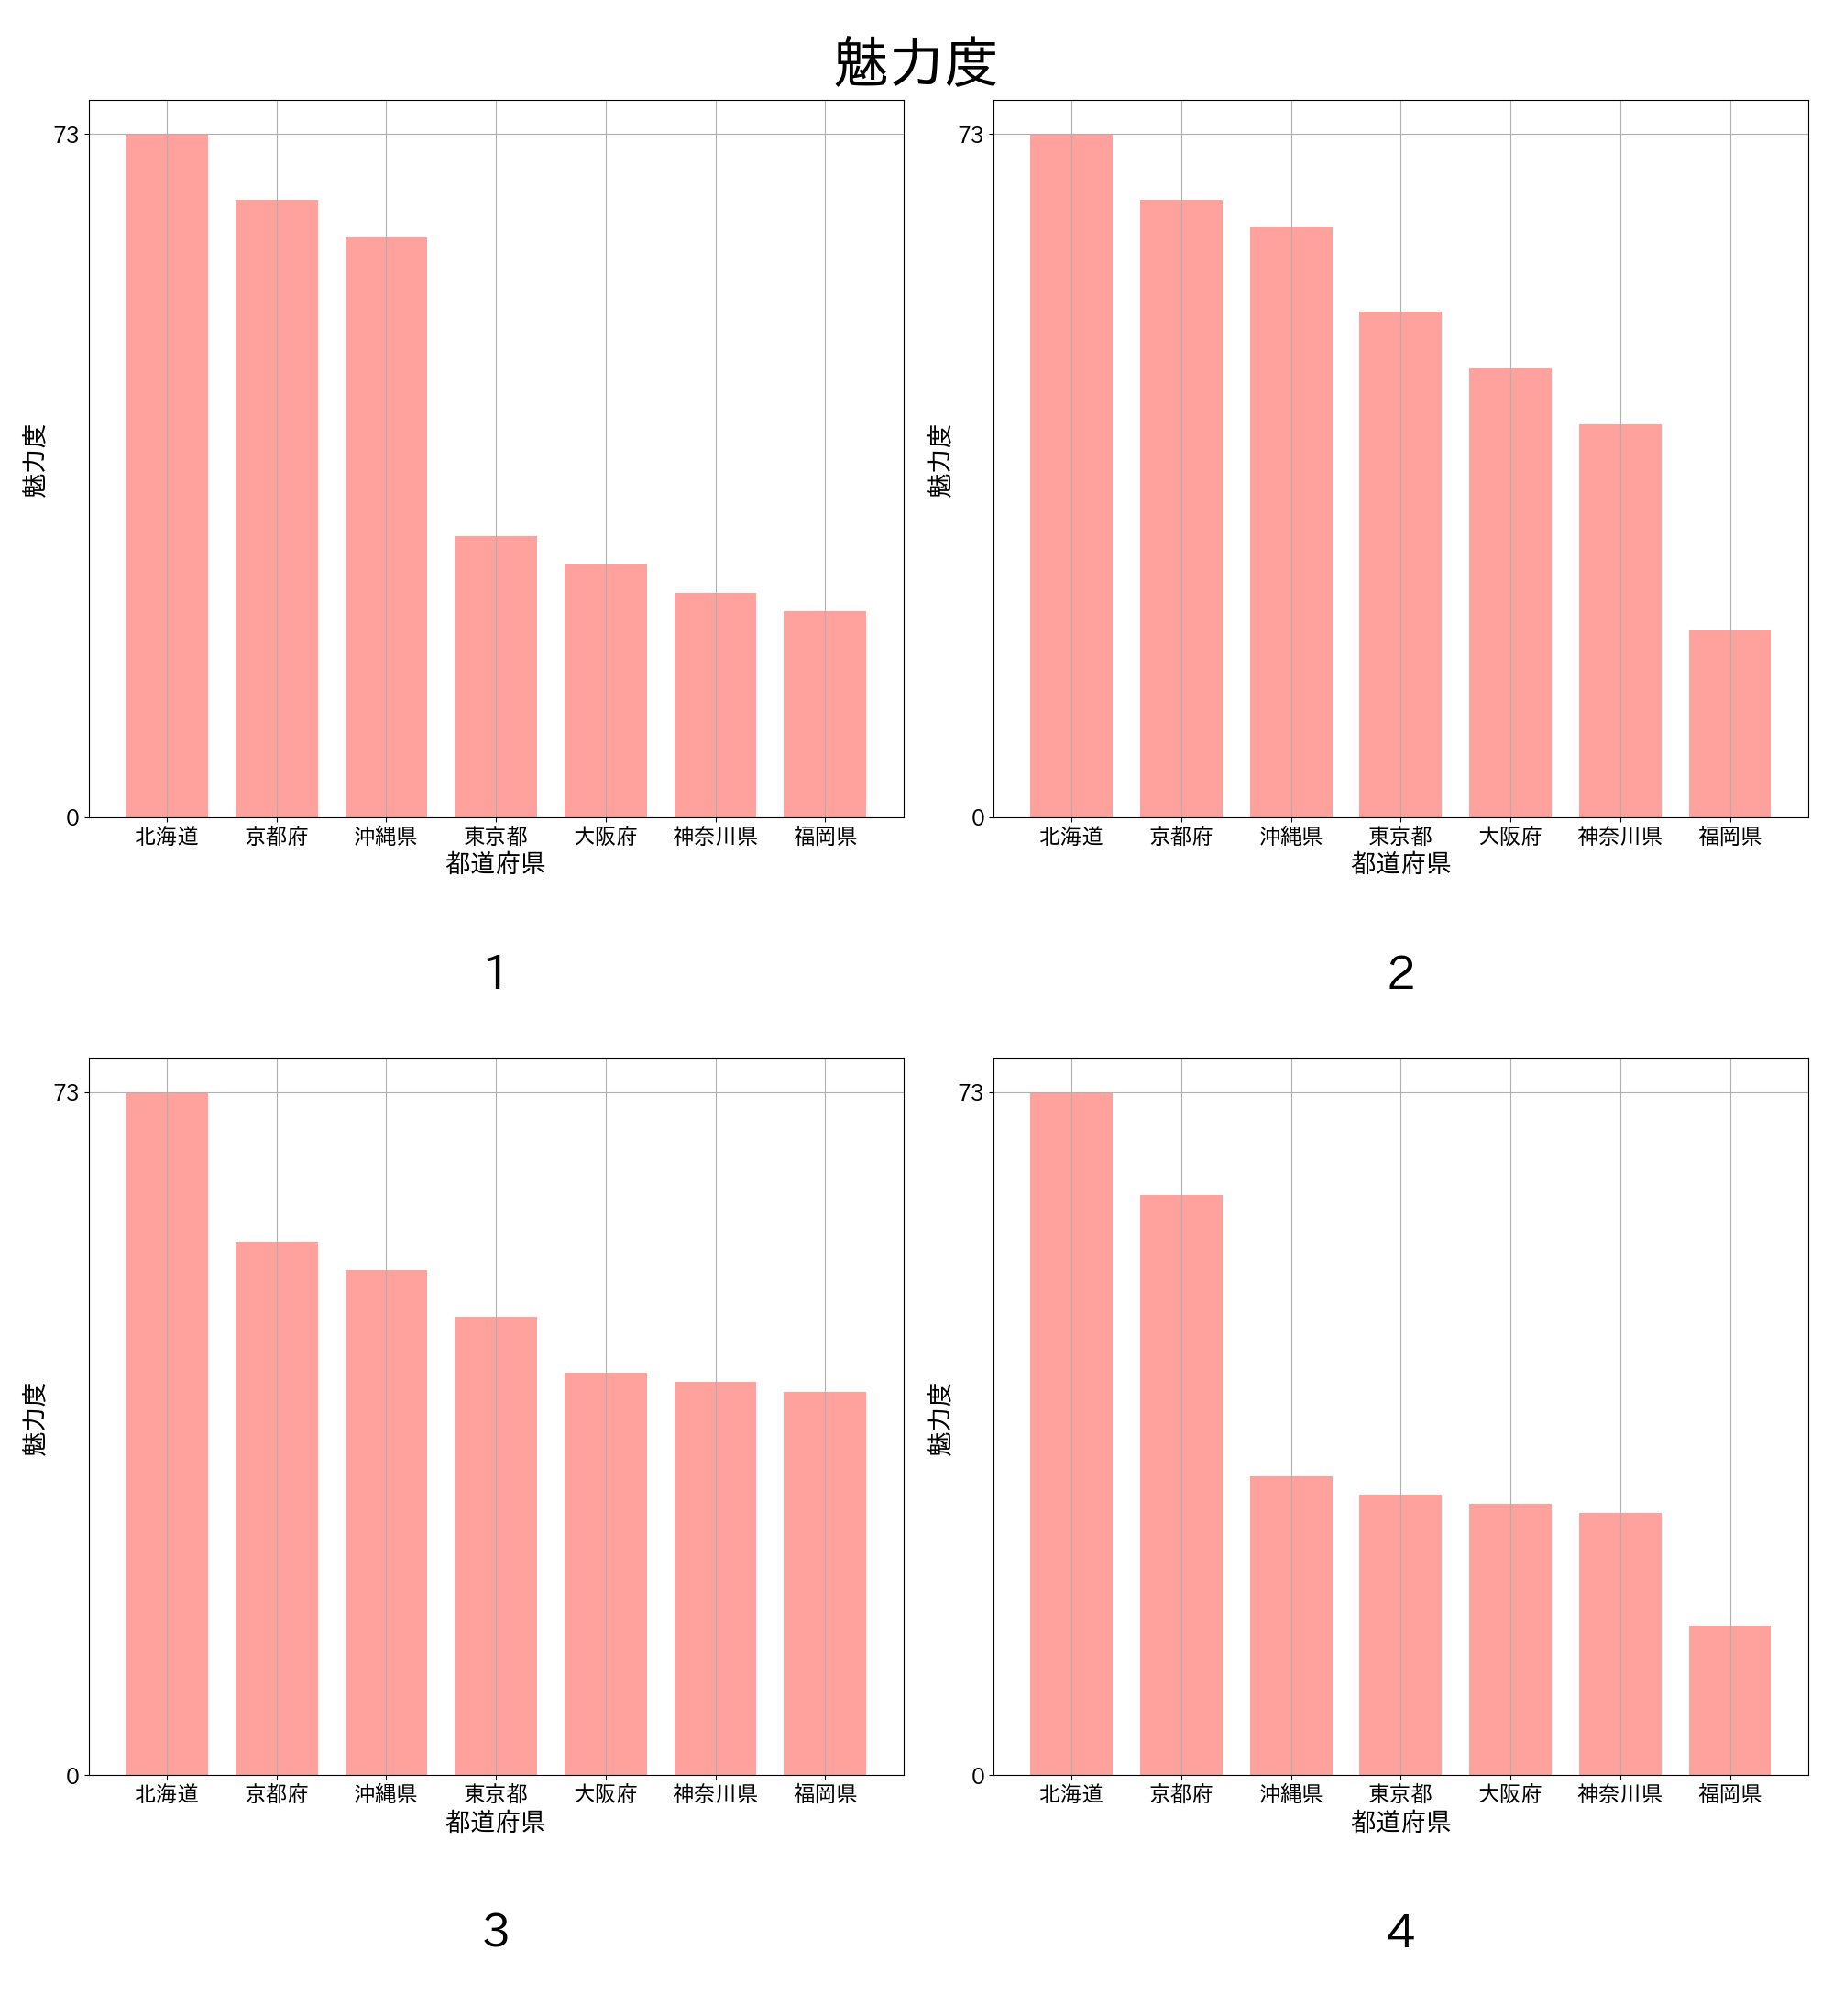 魅力度
73
魅力度
0
北海道 京都府 沖縄県 東京都 大阪府 神奈川県 福岡県
都道府県
1
73
魅力度
0
北海道 京都府 沖縄県 東京都 大阪府 神奈川県 福岡県
都道府県
2
73
魅力度
0
北海道 京都府 沖縄県 東京都 大阪府 神奈川県 福岡県
都道府県
3
73
魅力度
0
北海道 京都府 沖縄県 東京都 大阪府 神奈川県 福岡県
都道府県
4